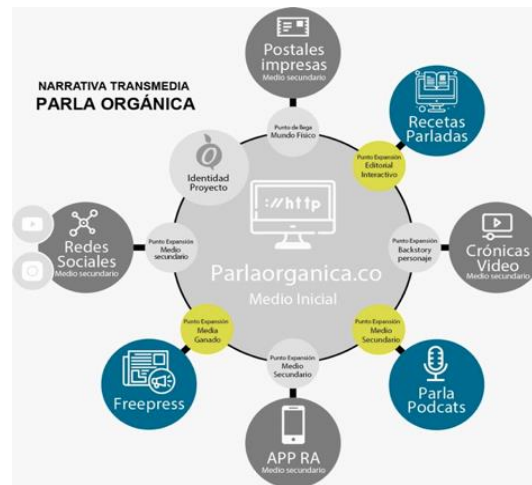 NARRATIVA TRANSMEDIA
PARLA ORGÁNICA
Postales
impresas
Medio secundario
Punto de llega
Mundo Físico
Recetas
Parladas
Punto Expansión
Editorial
Interactivo
Identidad
Proyecto
://http
Parlaorganica.co
Medio Inicial
Redes
Sociales
Medio secundario
Punto Expansión
Medio
secundario
Punto Expansión
Backstory
personaje
Crónicas
Video
Medio secundario
Punto Expansión
Media
Ganado
Freepress
Punto Expansión
Medio
Secundario
APP RA
Medio secundario
Punto Expansión
Medio
Secundario
Parla
Podcats